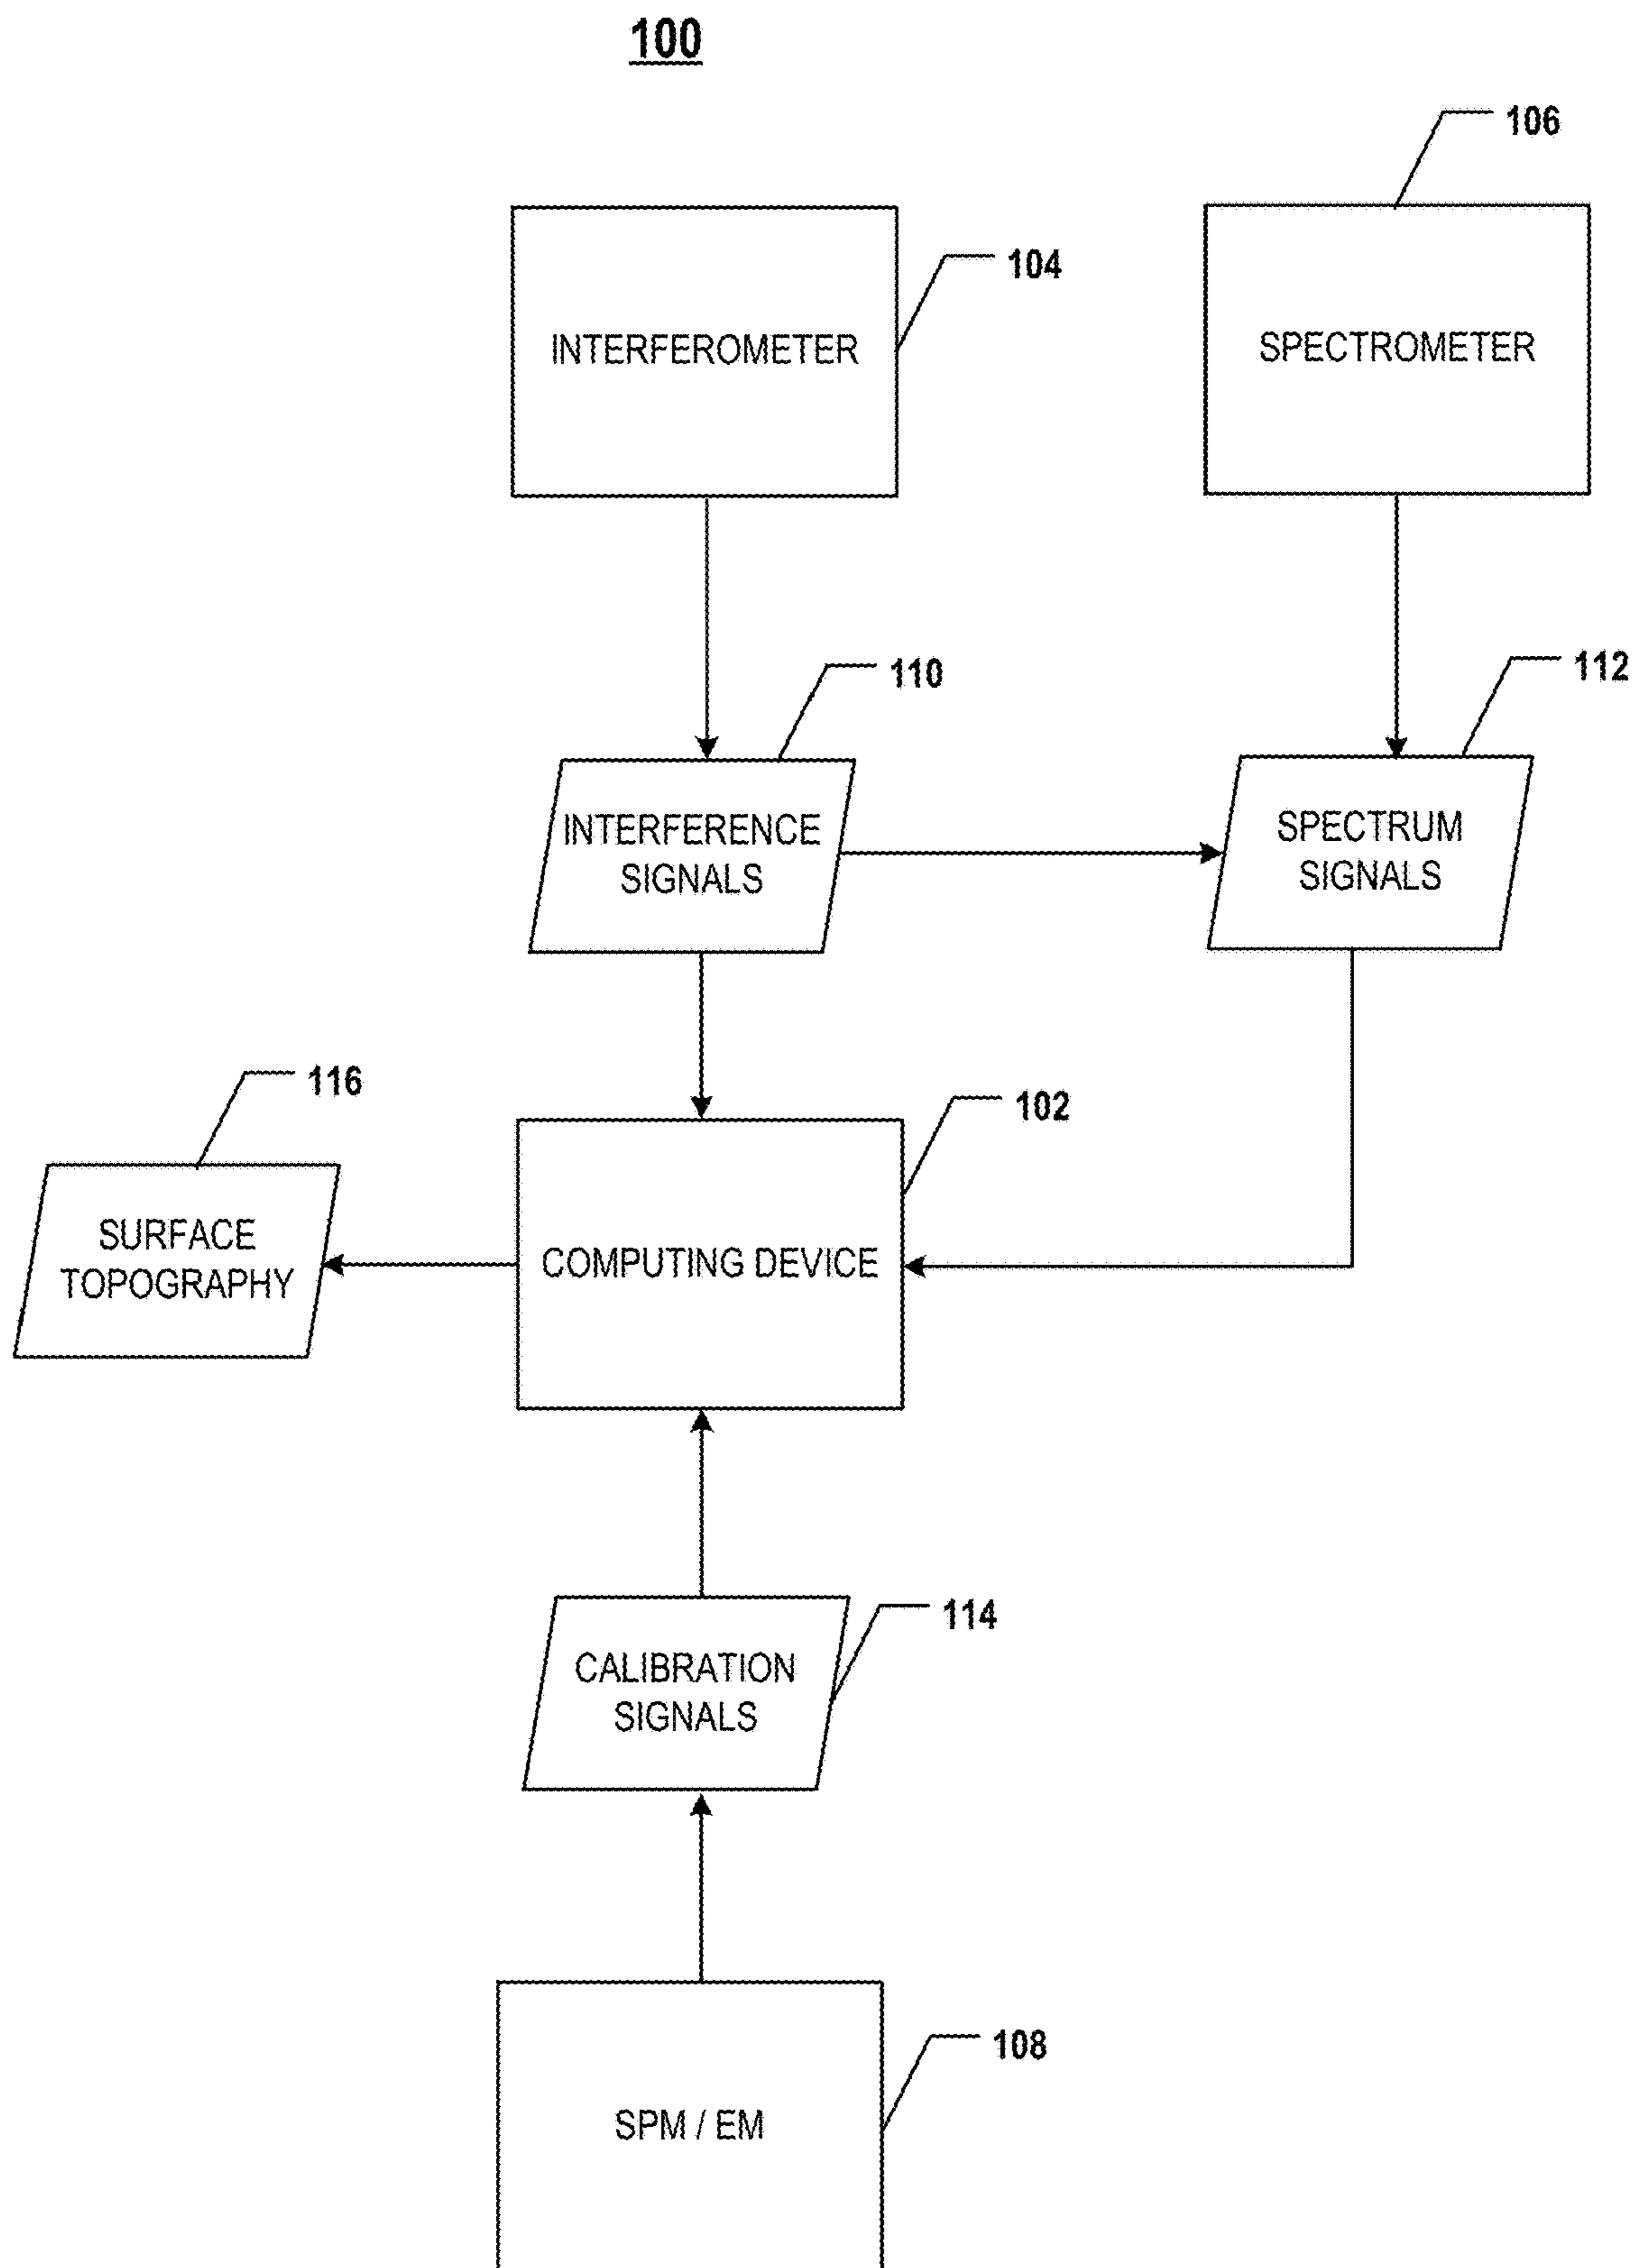 100
106
104
INTERFEROMETER
SPECTROMETER
110
112
INTERFERENCE
SIGNALS
SPECTRUM
SIGNALS
116
102
SURFACE
TOPOGRAPHY
COMPUTING DEVICE
114
CALIBRATION
SIGNALS
108
SPM / EM